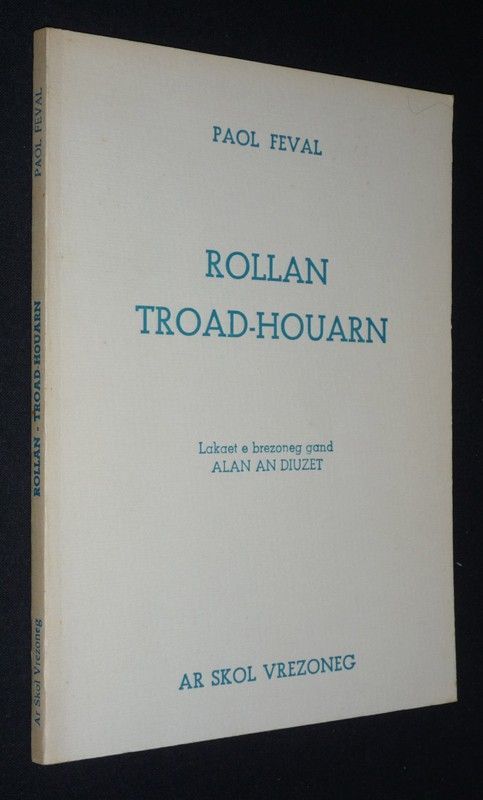 PAOL FEVAL
ROLLAN
TROAD-HOUARN
Lakaet e brezoneg gand
ALAN AN DIUZET
AR SKOL VREZONEG
Ar Skol Vrezoneg ROLLAN - TROAD-HOUARN PAOL FEVAL